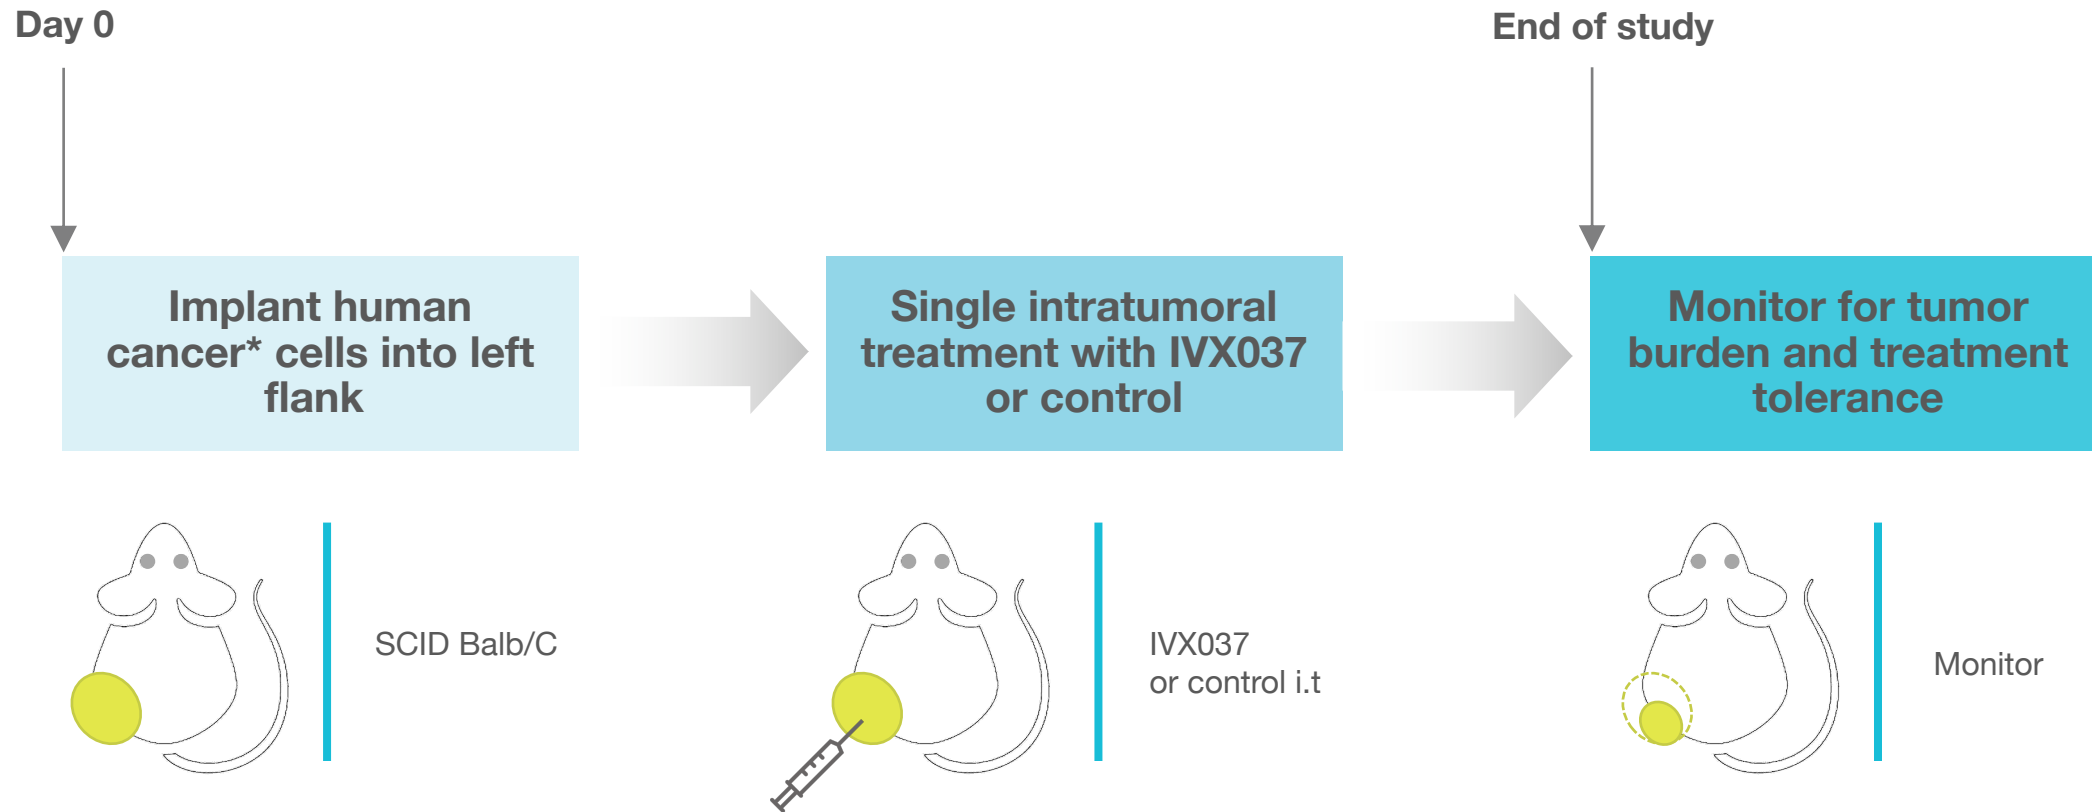 Day 0
End of study
Implant human
cancer* cells into left
flank
Single intratumoral
treatment with IVX037
or control
Monitor for tumor
burden and treatment
tolerance
SCID Balb/C
IVX037
or control i.t
Monitor